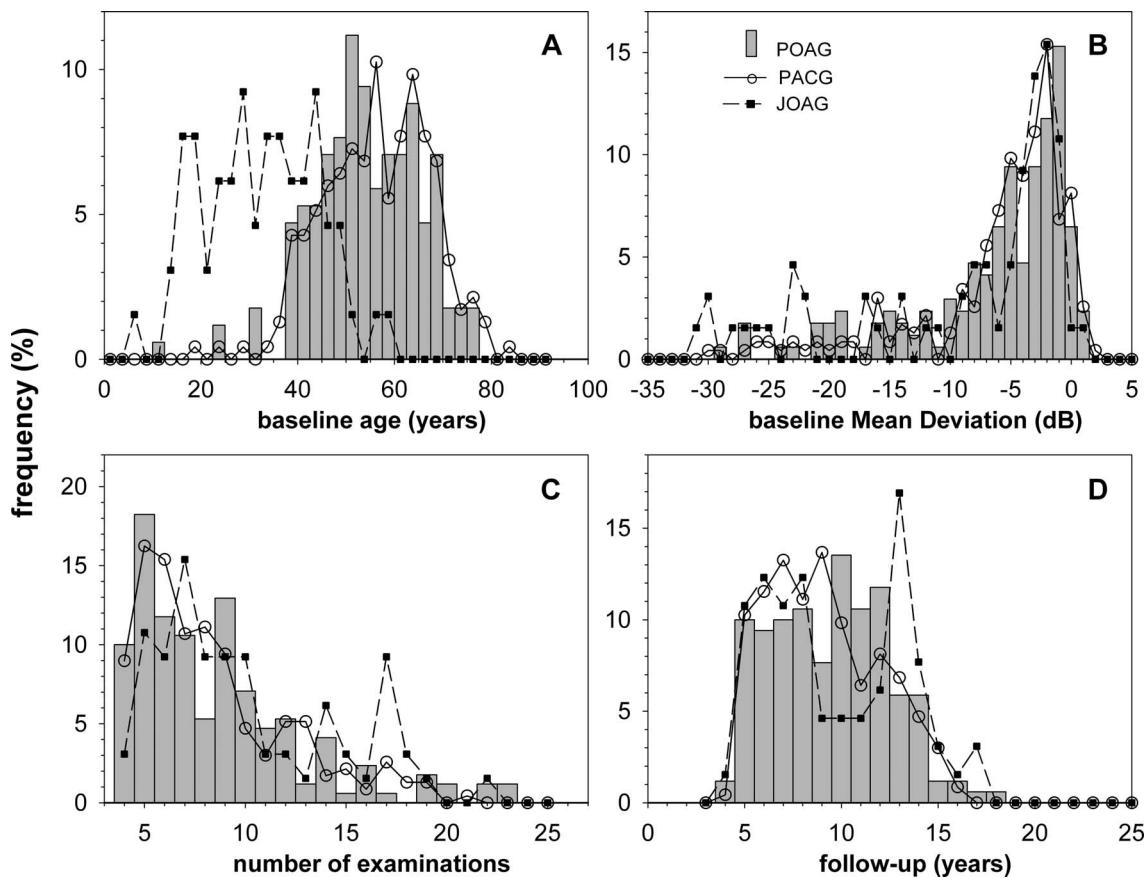 A
B
POAG
PACG
JOAG
10
5
0
0 20 40 60 80 100
baseline age (years)
15
10
5
0
-35 -30 -25 -20 -15 -10 -5 0 5
baseline Mean Deviation (dB)
frequency (%)
C
D
20
15
10
5
0
5 10 15 20 25
number of examinations
15
10
5
0
0 5 10 15 20 25
follow-up (years)